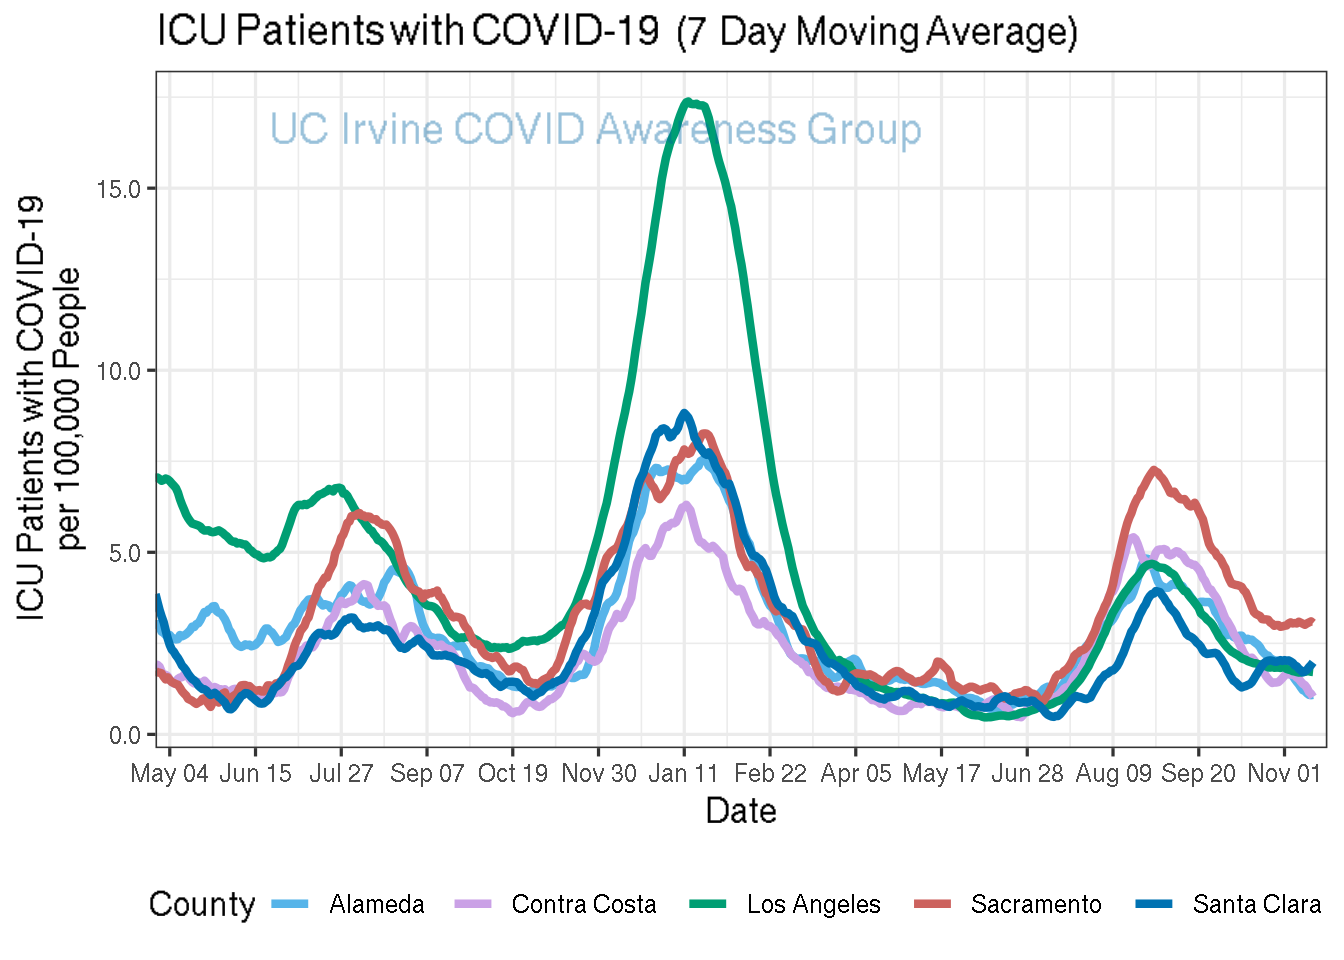 ICU Patients with COVID-19 (7 Day Moving Average)
UC Irvine COVID Awareness Group
ICU Patients with COVID-19
per 100,000 People
15.0
10.0
5.0
0.0
May 04 Jun 15 Jul 27 Sep 07 Oct 19 Nov 30 Jan 11 Feb 22 Apr 05 May 17 Jun 28 Aug 09 Sep 20 Nov 01
Date
County Alameda Contra Costa Los Angeles Sacramento Santa Clara